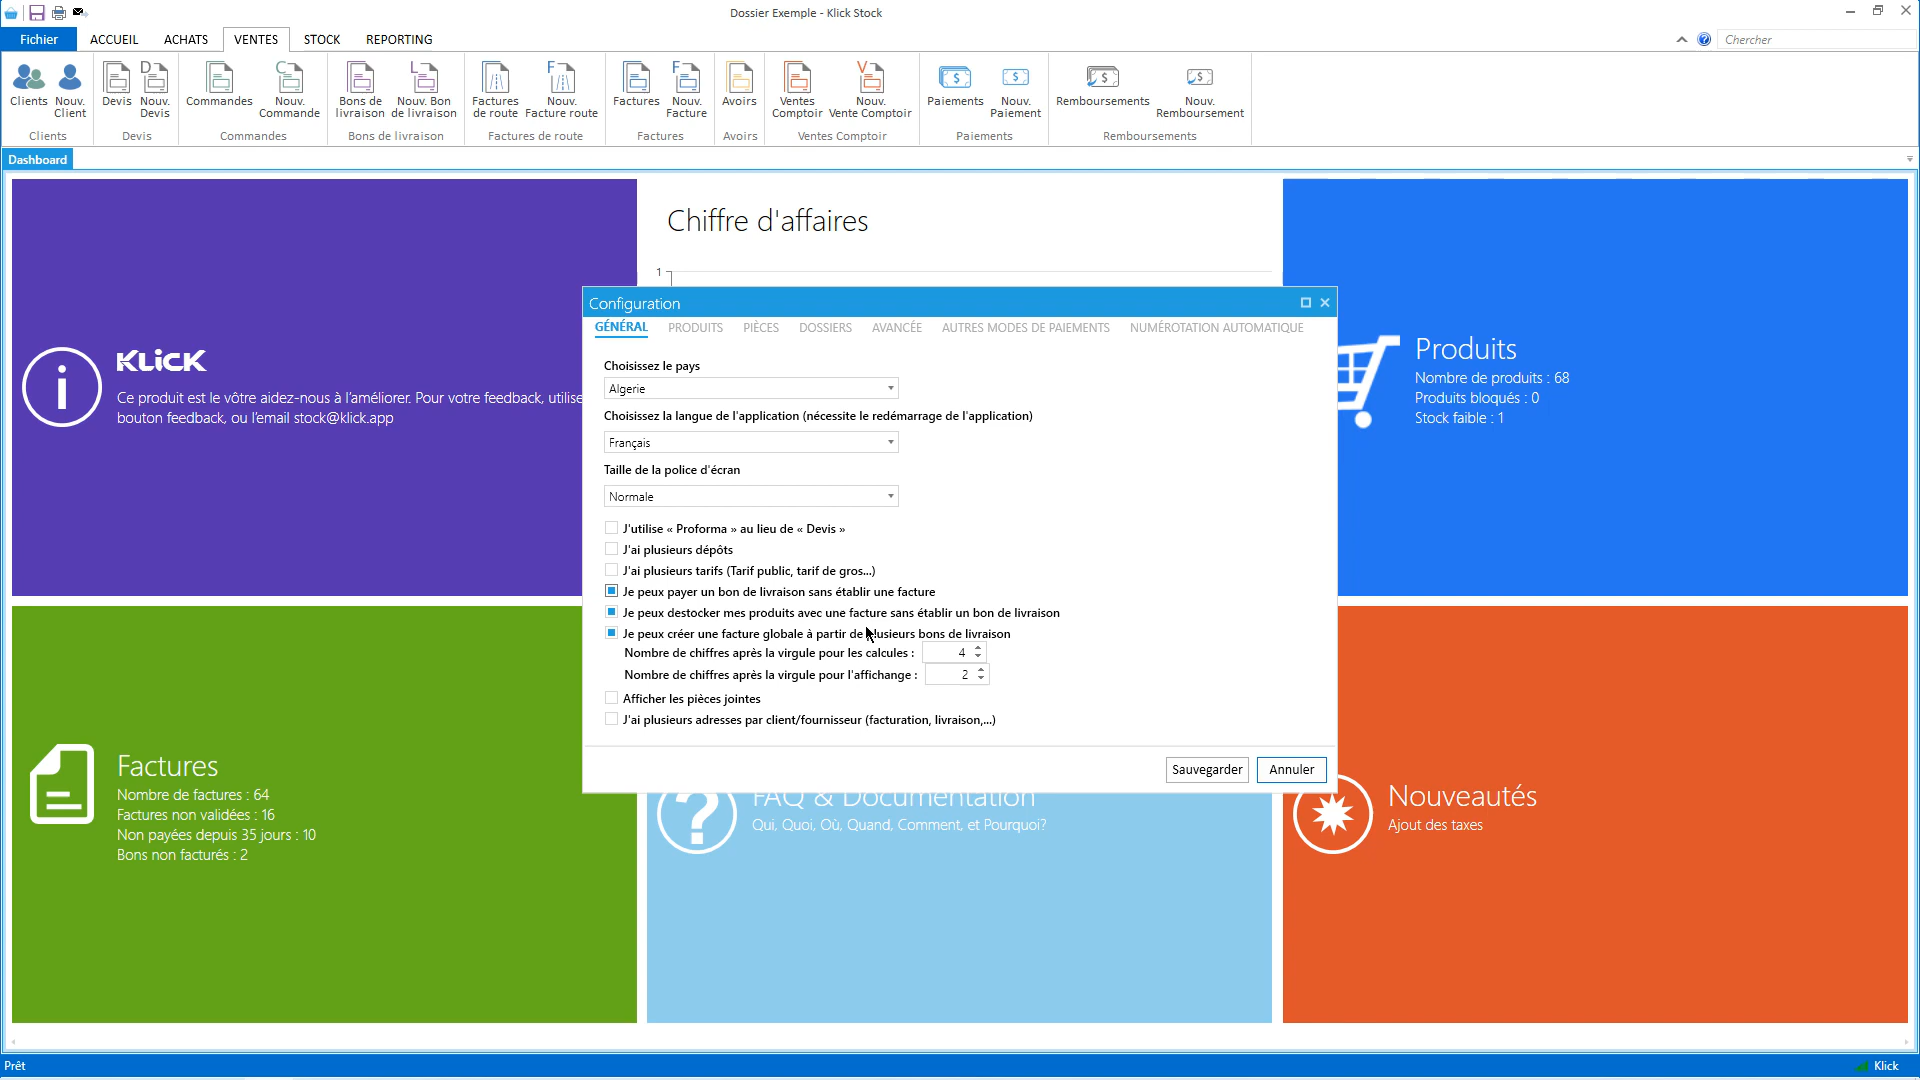 Dossier Exemple - Klick Stock
Fichier ACCUEIL ACHATS VENTES STOCK REPORTING
Chercher
Clients
Nouv. Client
Devis
Nouv. Devis
Commandes
Nouv. Commande
Bons de livraison
Nouv. Bon de livraison
Factures de route
Nouv. Facture route
Factures
Nouv. Facture
Avoirs
Ventes Comptoir
Nouv. Vente Comptoir
Paiements
Nouv. Paiement
Remboursements
Nouv. Remboursement
Clients Devis Commandes Bons de livraison Factures de route Factures Avoirs Ventes Comptoir Paiements Remboursements
Dashboard
KLiCK
Ce produit est le vôtre aidez-nous à l'améliorer. Pour votre feedback, utilise
bouton feedback, ou l'email stock@klick.app
Chiffre d'affaires
1
Produits
Nombre de produits : 68
Produits bloqués : 0
Stock faible : 1
Configuration
GÉNÉRAL PRODUITS PIÈCES DOSSIERS AVANCÉE AUTRES MODES DE PAIEMENTS NUMÉROTATION AUTOMATIQUE
Choisissez le pays
Algerie
Choisissez la langue de l'application (nécessite le redémarrage de l'application)
Français
Taille de la police d'écran
Normale
J'utilise « Proforma » au lieu de « Devis »
J'ai plusieurs dépôts
J'ai plusieurs tarifs (Tarif public, tarif de gros...)
Je peux payer un bon de livraison sans établir une facture
Je peux destocker mes produits avec une facture sans établir un bon de livraison
Je peux créer une facture globale à partir de plusieurs bons de livraison
Nombre de chiffres après la virgule pour les calcules : 4
Nombre de chiffres après la virgule pour l'affichange : 2
Afficher les pièces jointes
J'ai plusieurs adresses par client/fournisseur (facturation, livraison,...)
Sauvegarder Annuler
Factures
Nombre de factures : 64
Factures non validées : 16
Non payées depuis 35 jours : 10
Bons non facturés : 2
FAQ & Documentation
Qui, Quoi, Où, Quand, Comment, et Pourquoi?
Nouveautés
Ajout des taxes
Prêt
Klick